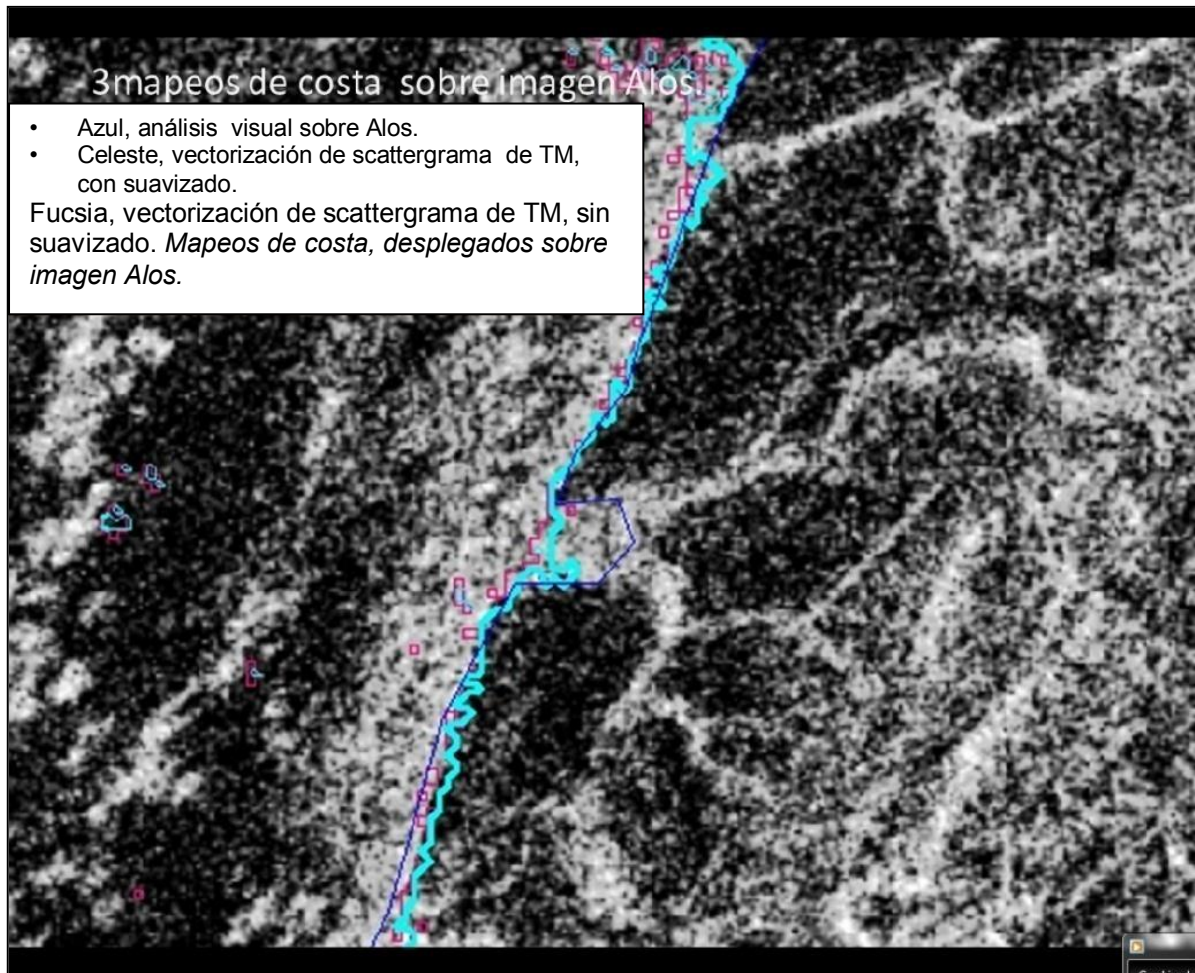 3mapeos de costa  sobre imagen Alos.
• Azul, análisis  visual sobre Alos.
• Celeste, vectorización de scattergrama  de TM,
con suavizado.
Fucsia, vectorización de scattergrama de TM, sin
suavizado. Mapeos de costa, desplegados sobre
imagen Alos.